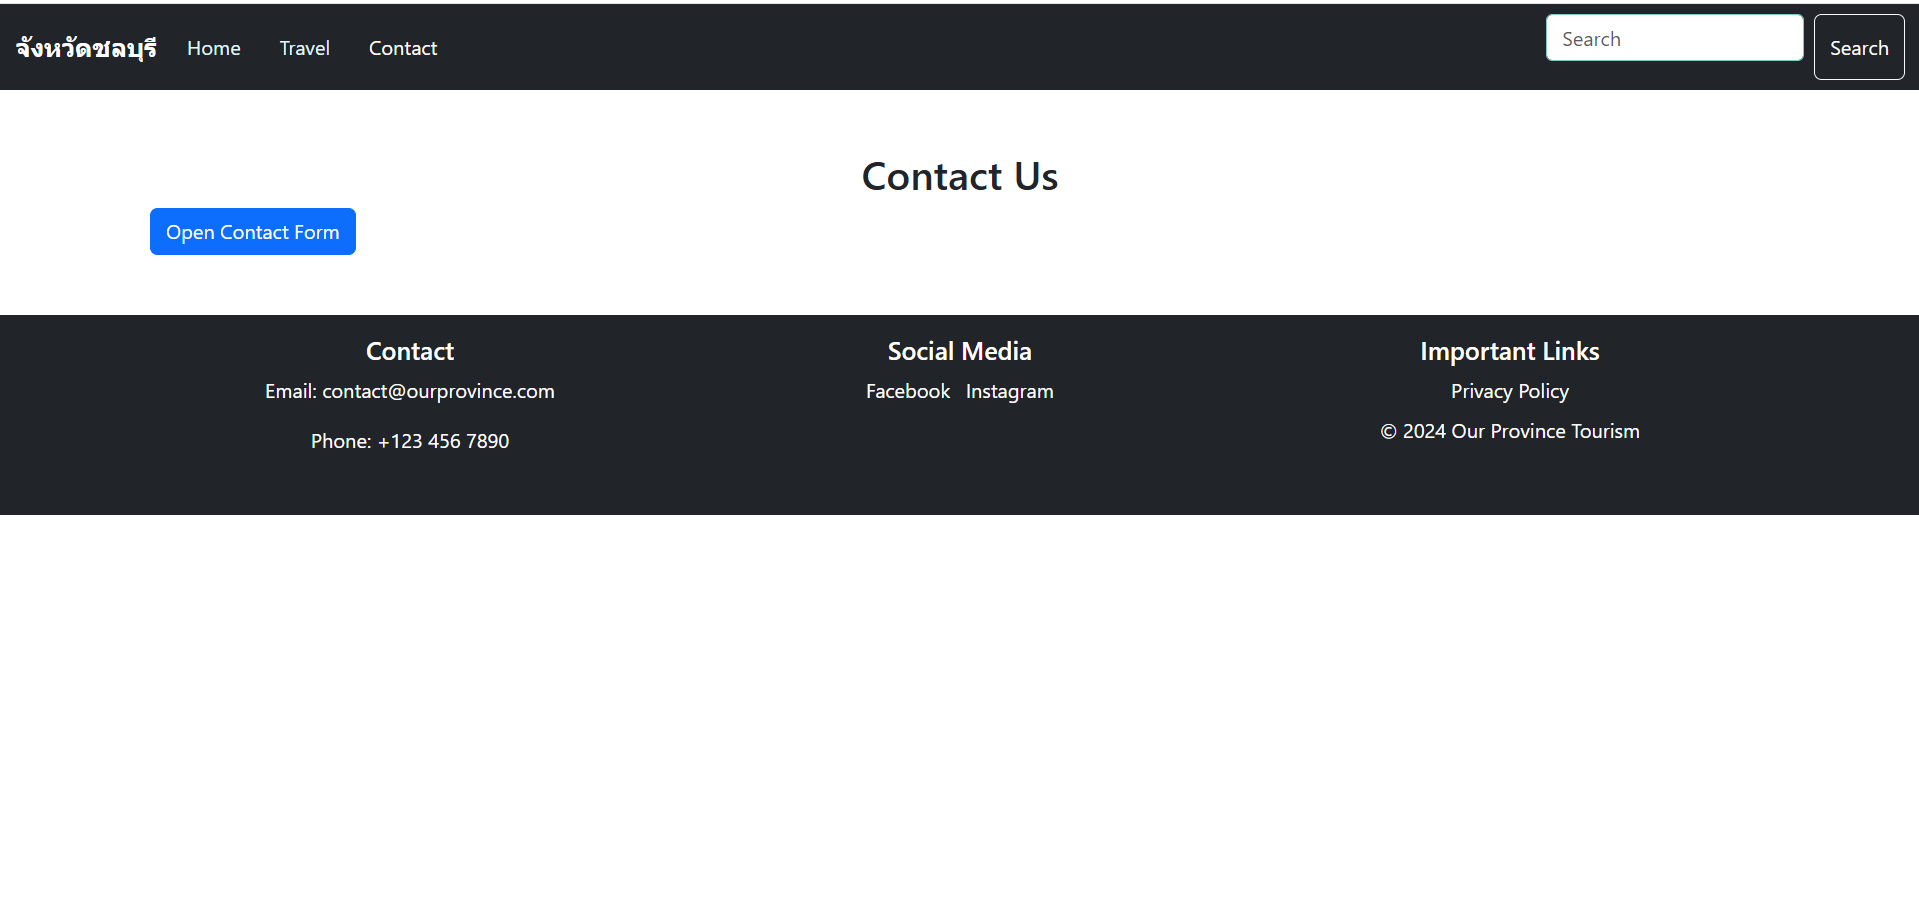 จังหวัดชลบุรี Home Travel Contact Search Search
Contact Us
Open Contact Form
Contact
Email: contact@ourprovince.com
Phone: +123 456 7890
Social Media
Facebook Instagram
Important Links
Privacy Policy
© 2024 Our Province Tourism